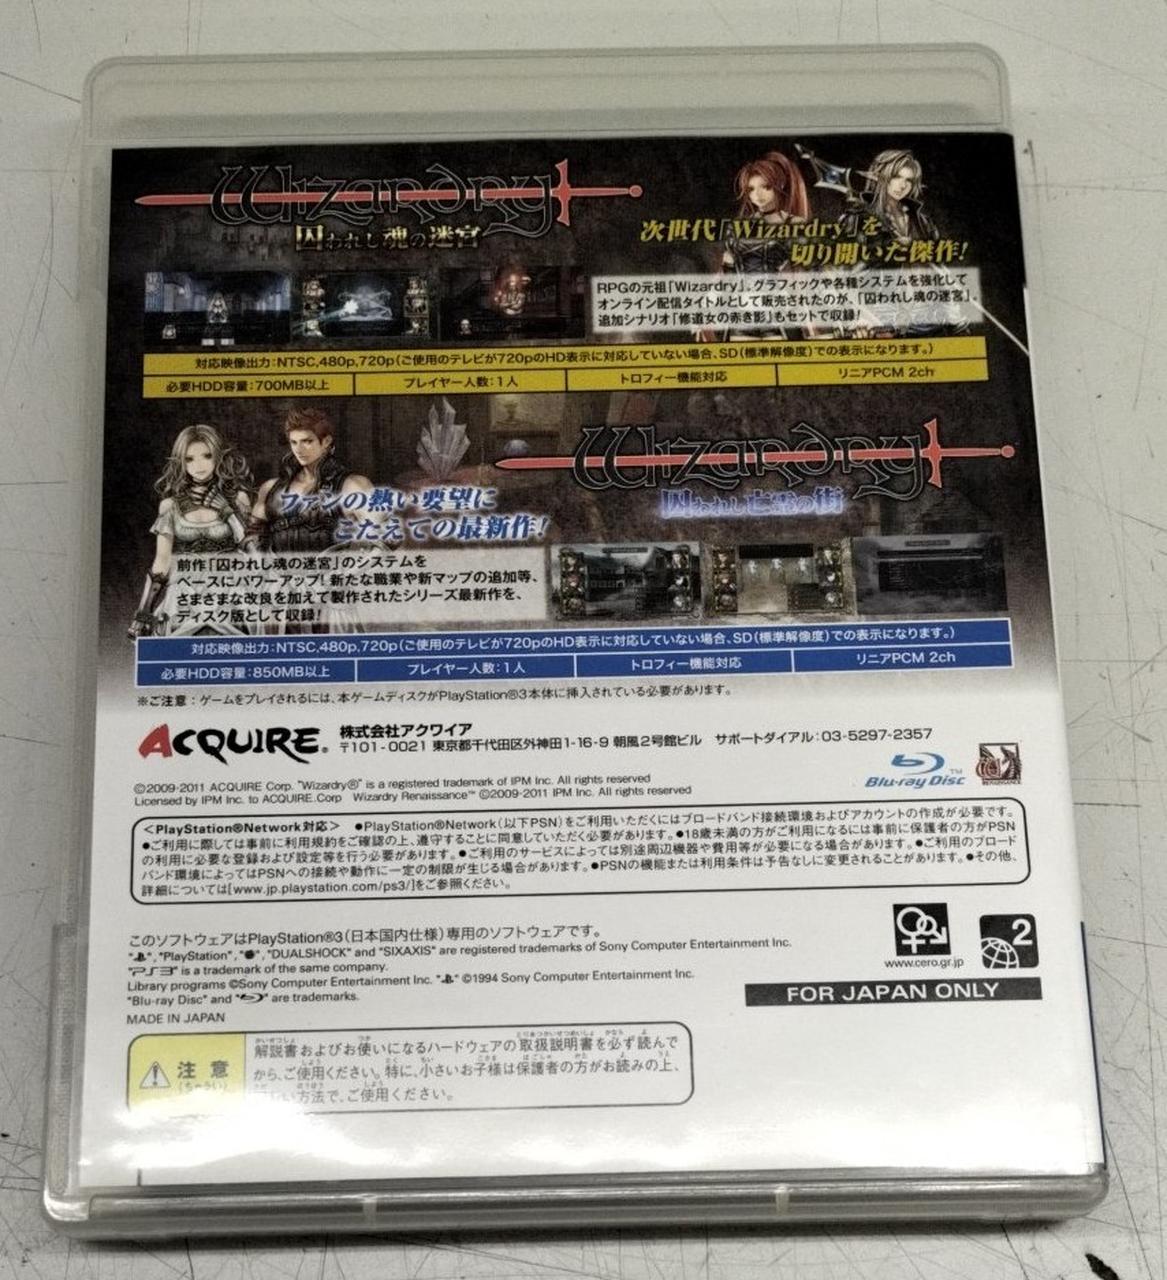 Wizardry
囚われし魂の迷宮
次世代「Wizardry」を
切り開いた傑作!
RPGの元祖「Wizardry」。グラフィックや各種システムを強化して
オンライン配信タイトルとして販売されたのが、「囚われし魂の迷宮」。
追加シナリオ「修道女の赤き影」もセットで収録!
対応映像出力:NTSC,480p,720p(ご使用のテレビが720pのHD表示に対応していない場合、SD(標準解像度)での表示になります。)
必要HDD容量:700MB以上 プレイヤー人数:1人 トロフィー機能対応 リニアPCM 2ch
Wizardry
囚われし亡霊の街
ファンの熱い要望に
こたえての最新作!
前作「囚われし魂の迷宮」のシステムを
ベースにパワーアップ! 新たな職業や新マップの追加等、
さまざまな改良を加えて製作されたシリーズ最新作を、
ディスク版として収録!
対応映像出力:NTSC,480p,720p(ご使用のテレビが720pのHD表示に対応していない場合、SD(標準解像度)での表示になります。)
必要HDD容量:850MB以上 プレイヤー人数:1人 トロフィー機能対応 リニアPCM 2ch
※ご注意:ゲームをプレイされるには、本ゲームディスクがPlayStation®3本体に挿入されている必要があります。
ACQUIRE® 株式会社アクワイア
〒101-0021 東京都千代田区外神田1-16-9 朝風2号館ビル サポートダイアル:03-5297-2357
Blu-ray Disc™
©2009-2011 ACQUIRE Corp. "Wizardry®" is a registered trademark of IPM Inc. All rights reserved
Licensed by IPM Inc. to ACQUIRE.Corp Wizardry Renaissance™ ©2009-2011 IPM Inc. All rights reserved
<PlayStation®Network対応> ●PlayStation®Network(以下PSN)をご利用いただくにはブロードバンド接続環境およびアカウントの作成が必要です。
●ご利用に際しては事前に利用規約をご確認の上、遵守することに同意していただく必要があります。●18歳未満の方がご利用になるには事前に保護者の方がPSN
の利用に必要な登録および設定等を行う必要があります。●ご利用のサービスによっては別途周辺機器や費用等が必要になる場合があります。●ご利用のブロード
バンド環境によってはPSNへの接続や動作に一定の制限が生じる場合があります。●PSNの機能または利用条件は予告なしに変更されることがあります。●その他、
詳細については[www.jp.playstation.com/ps3/]をご参照ください。
このソフトウェアはPlayStation®3(日本国内仕様)専用のソフトウェアです。
" ", "PlayStation", " ", "DUALSHOCK" and "SIXAXIS" are registered trademarks of Sony Computer Entertainment Inc.
"PS3" is a trademark of the same company.
Library programs ©Sony Computer Entertainment Inc. " " ©1994 Sony Computer Entertainment Inc.
"Blu-ray Disc" and " " are trademarks.
MADE IN JAPAN
www.cero.gr.jp
2
FOR JAPAN ONLY
注意
(ちゅうい)
解説書およびお使いになるハードウェアの取扱説明書を必ず読んで
から、ご使用ください。特に、小さいお子様は保護者の方がお読みの上、
い方法で、ご使用ください。